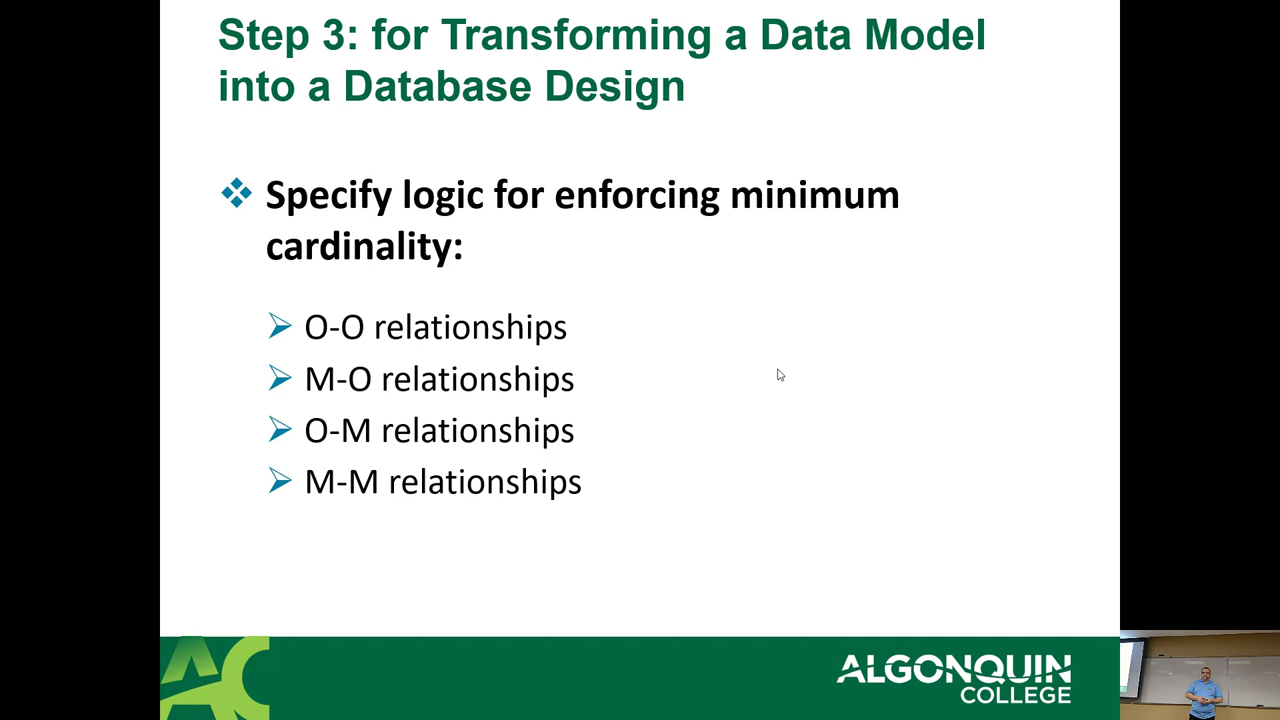 Step 3: for Transforming a Data Model
into a Database Design
Specify logic for enforcing minimum
cardinality:
O-O relationships
M-O relationships
O-M relationships
M-M relationships
AC
ALGONQUIN
COLLEGE